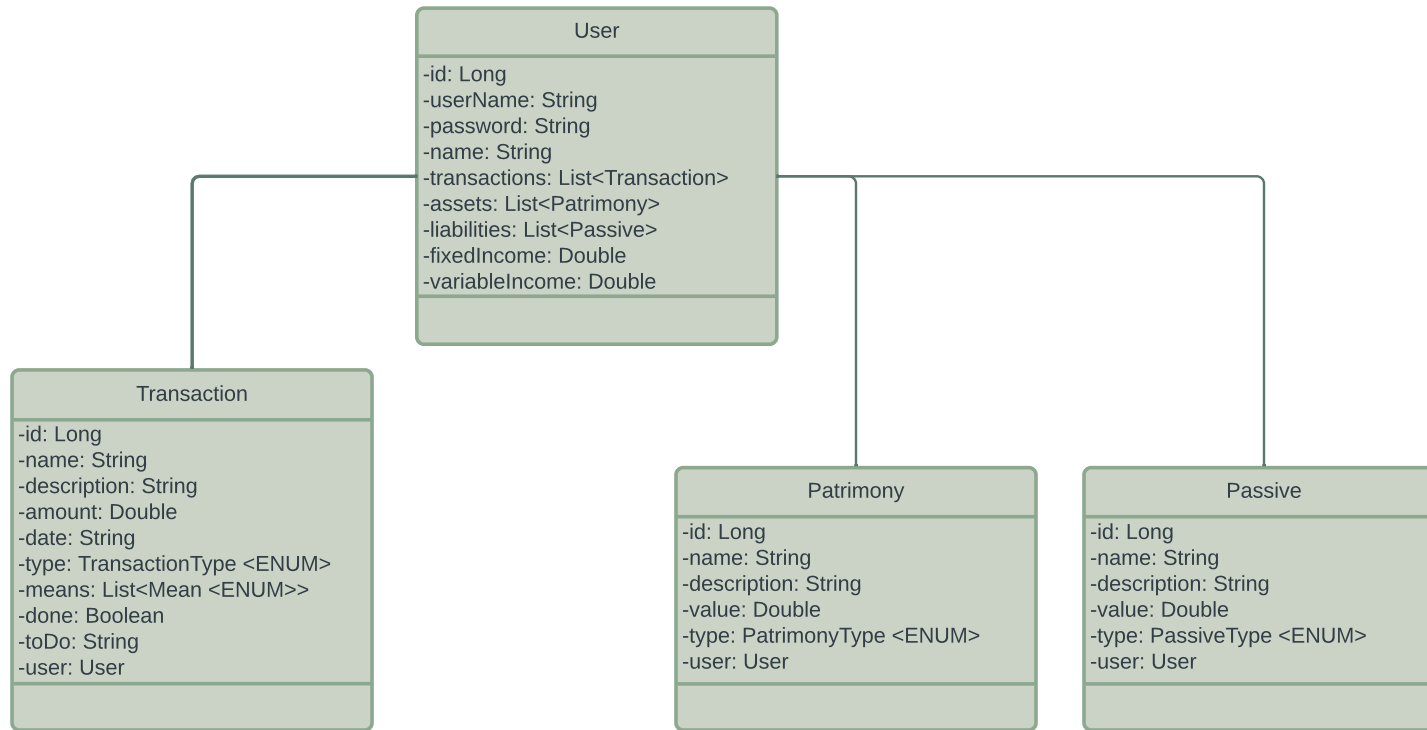 User
-id: Long
-userName: String
-password: String
-name: String
-transactions: List<Transaction>
-assets: List<Patrimony>
-liabilities: List<Passive>
-fixedIncome: Double
-variableIncome: Double
Transaction
-id: Long
-name: String
-description: String
-amount: Double
-date: String
-type: TransactionType <ENUM>
-means: List<Mean <ENUM>>
-done: Boolean
-toDo: String
-user: User
Patrimony
-id: Long
-name: String
-description: String
-value: Double
-type: PatrimonyType <ENUM>
-user: User
Passive
-id: Long
-name: String
-description: String
-value: Double
-type: PassiveType <ENUM>
-user: User